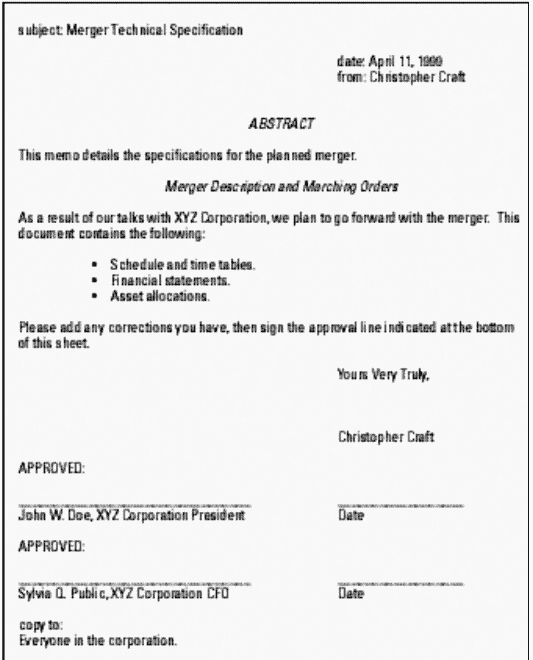 subject: Merger Technical Specification
date: April 11, 1999
from: Christopher Craft
ABSTRACT
This memo details the specifications for the planned merger.
Merger Description and Marching Orders
As a result of our talks with XYZ Corporation, we plan to go forward with the merger. This
document contains the following:
• Schedule and time tables.
• Financial statements.
• Asset allocations.
Please add any corrections you have, then sign the approval line indicated at the bottom
of this sheet.
Yours Very Truly,
Christopher Craft
APPROVED:
John W. Doe, XYZ Corporation President Date
APPROVED:
Sylvia Q. Public, XYZ Corporation CFO Date
copy to:
Everyone in the corporation.